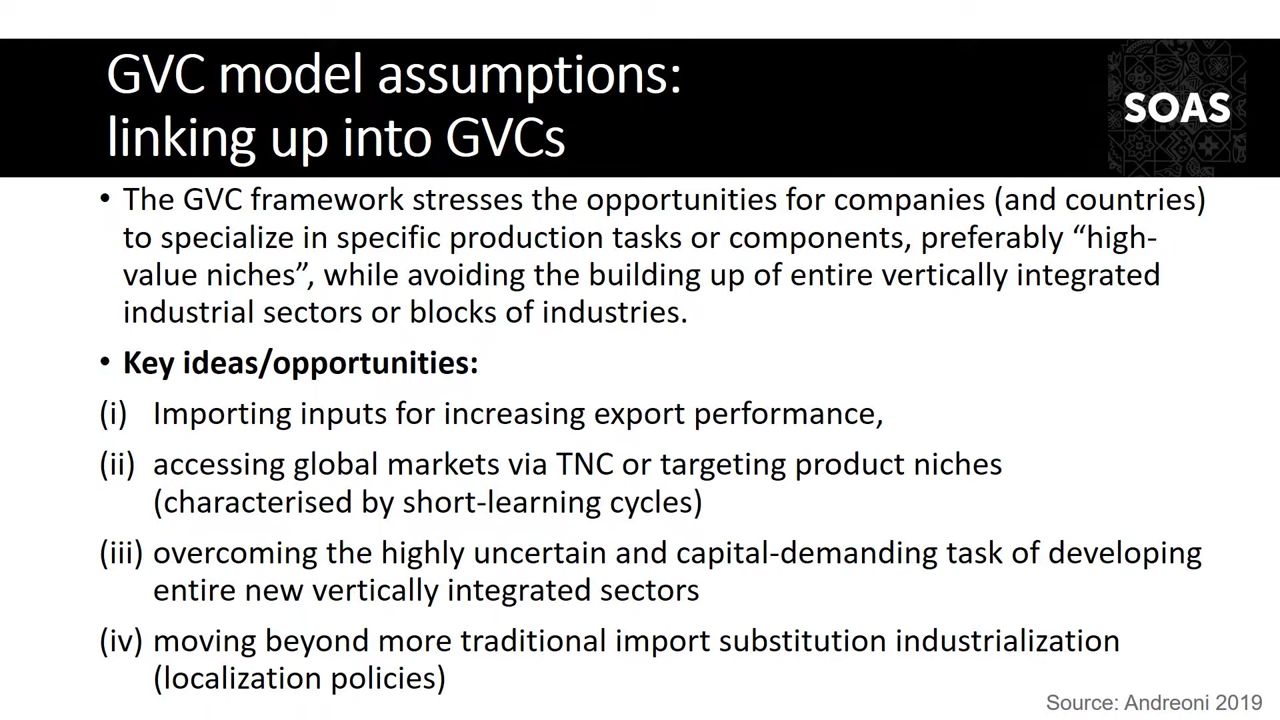 GVC model assumptions:
linking up into GVCs
SOAS
• The GVC framework stresses the opportunities for companies (and countries)
to specialize in specific production tasks or components, preferably “high-
value niches”, while avoiding the building up of entire vertically integrated
industrial sectors or blocks of industries.
• Key ideas/opportunities:
(i) Importing inputs for increasing export performance,
(ii) accessing global markets via TNC or targeting product niches
(characterised by short-learning cycles)
(iii) overcoming the highly uncertain and capital-demanding task of developing
entire new vertically integrated sectors
(iv) moving beyond more traditional import substitution industrialization
(localization policies)
Source: Andreoni 2019